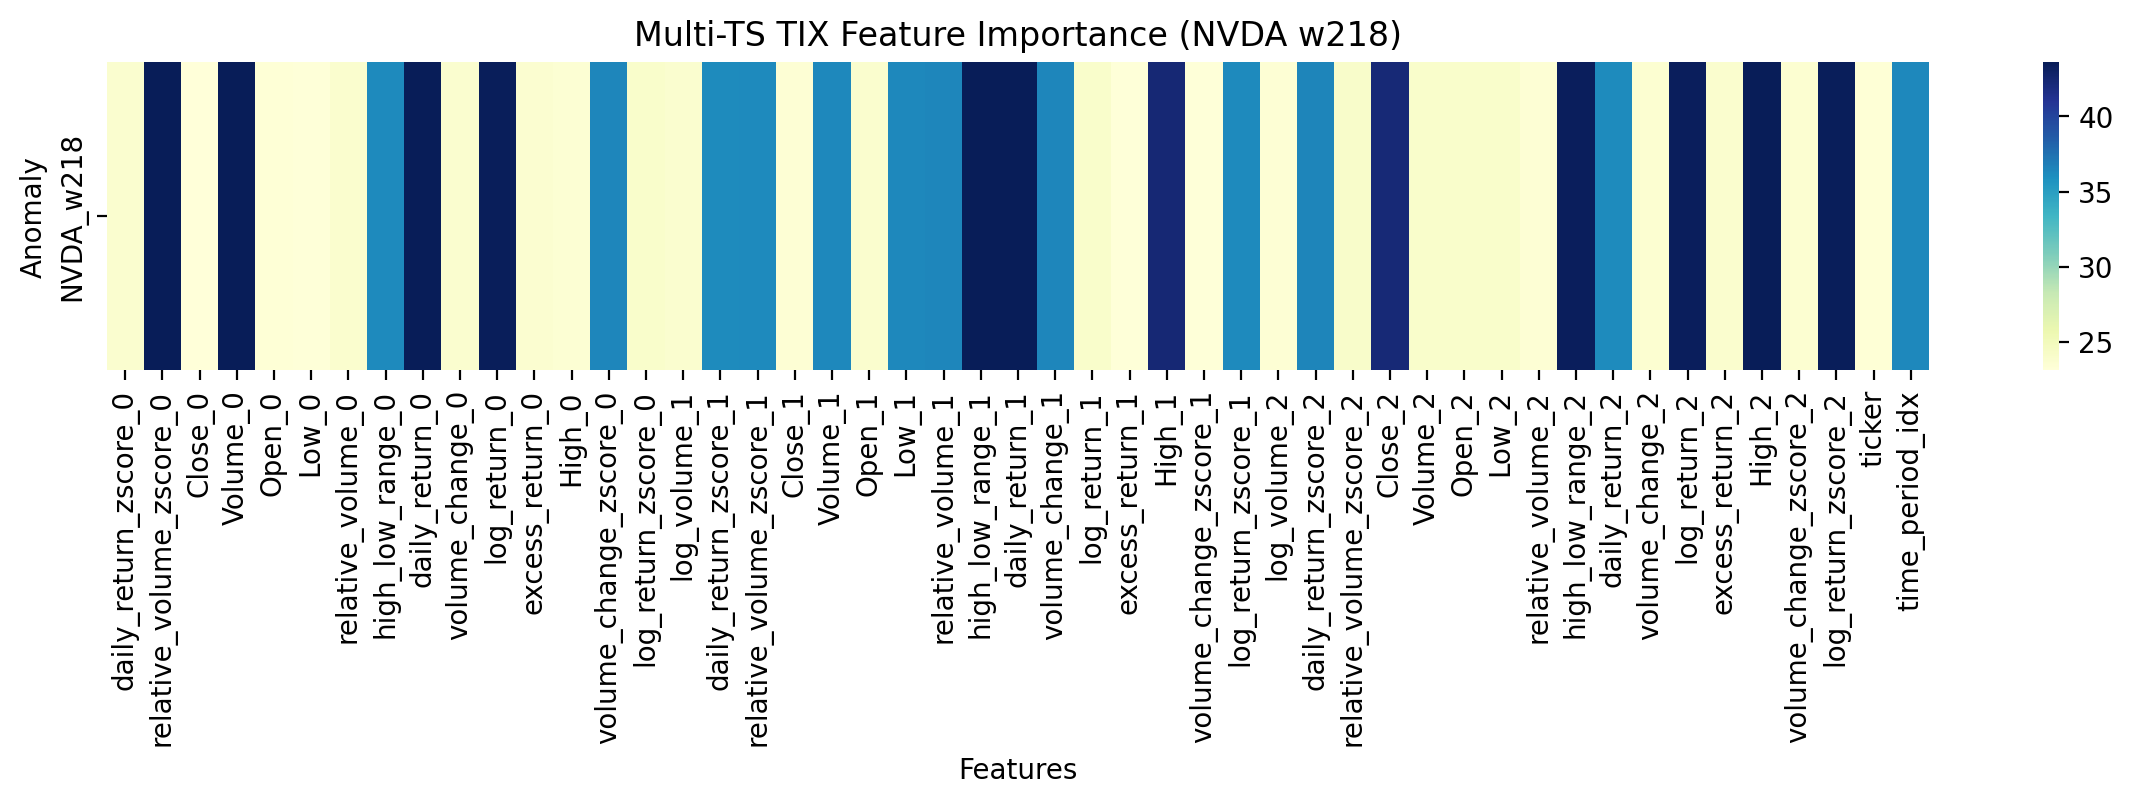 Multi-TS TIX Feature Importance (NVDA w218)
Anomaly
NVDA_w218
40
35
30
25
daily_return_zscore_0
relative_volume_zscore_0
Close_0
Volume_0
Open_0
Low_0
relative_volume_0
high_low_range_0
daily_return_0
volume_change_0
log_return_0
excess_return_0
High_0
volume_change_zscore_0
log_return_zscore_0
log_volume_1
daily_return_zscore_1
relative_volume_zscore_1
Close_1
Volume_1
Open_1
Low_1
relative_volume_1
high_low_range_1
daily_return_1
volume_change_1
log_return_1
excess_return_1
High_1
volume_change_zscore_1
log_return_zscore_1
log_volume_2
daily_return_zscore_2
relative_volume_zscore_2
Close_2
Volume_2
Open_2
Low_2
relative_volume_2
high_low_range_2
daily_return_2
volume_change_2
log_return_2
excess_return_2
High_2
volume_change_zscore_2
log_return_zscore_2
ticker
time_period_idx
Features